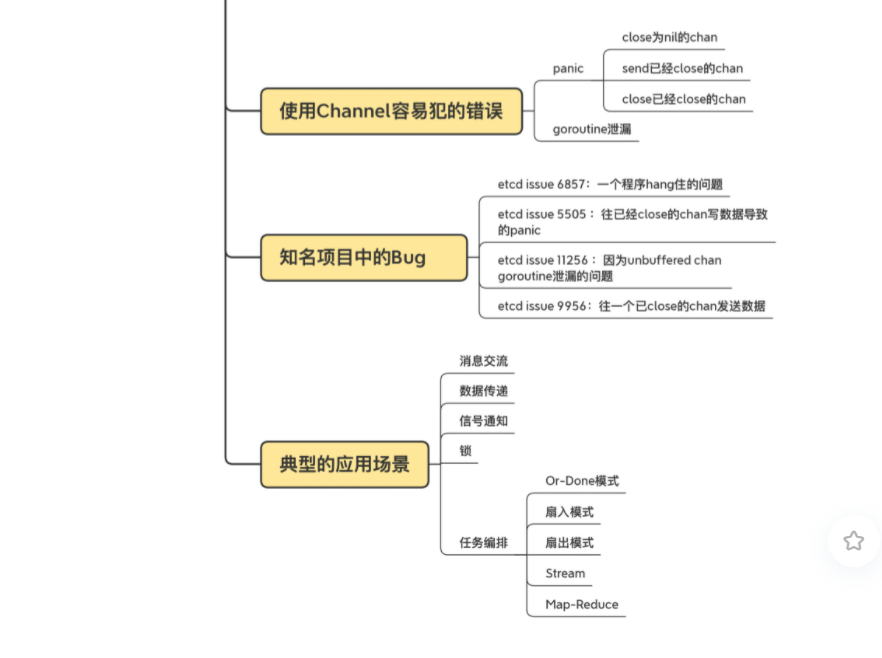 close为nil的chan
panic
send已经close的chan
使用Channel容易犯的错误
close已经close的chan
goroutine泄漏
etcd issue 6857：一个程序hang住的问题
etcd issue 5505 ：往已经close的chan写数据导致
的panic
知名项目中的Bug
etcd issue 11256 ：因为unbuffered chan
goroutine泄漏的问题
etcd issue 9956：往一个已close的chan发送数据
消息交流
数据传递
信号通知
锁
典型的应用场景
Or-Done模式
扇入模式
任务编排
扇出模式
Stream
Map-Reduce